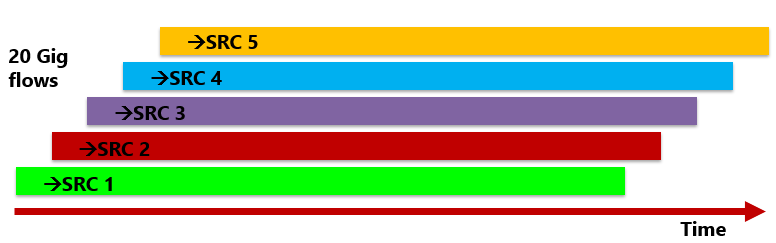 20 Gig
flows
→SRC 5
→SRC 4
→SRC 3
→SRC 2
→SRC 1
Time